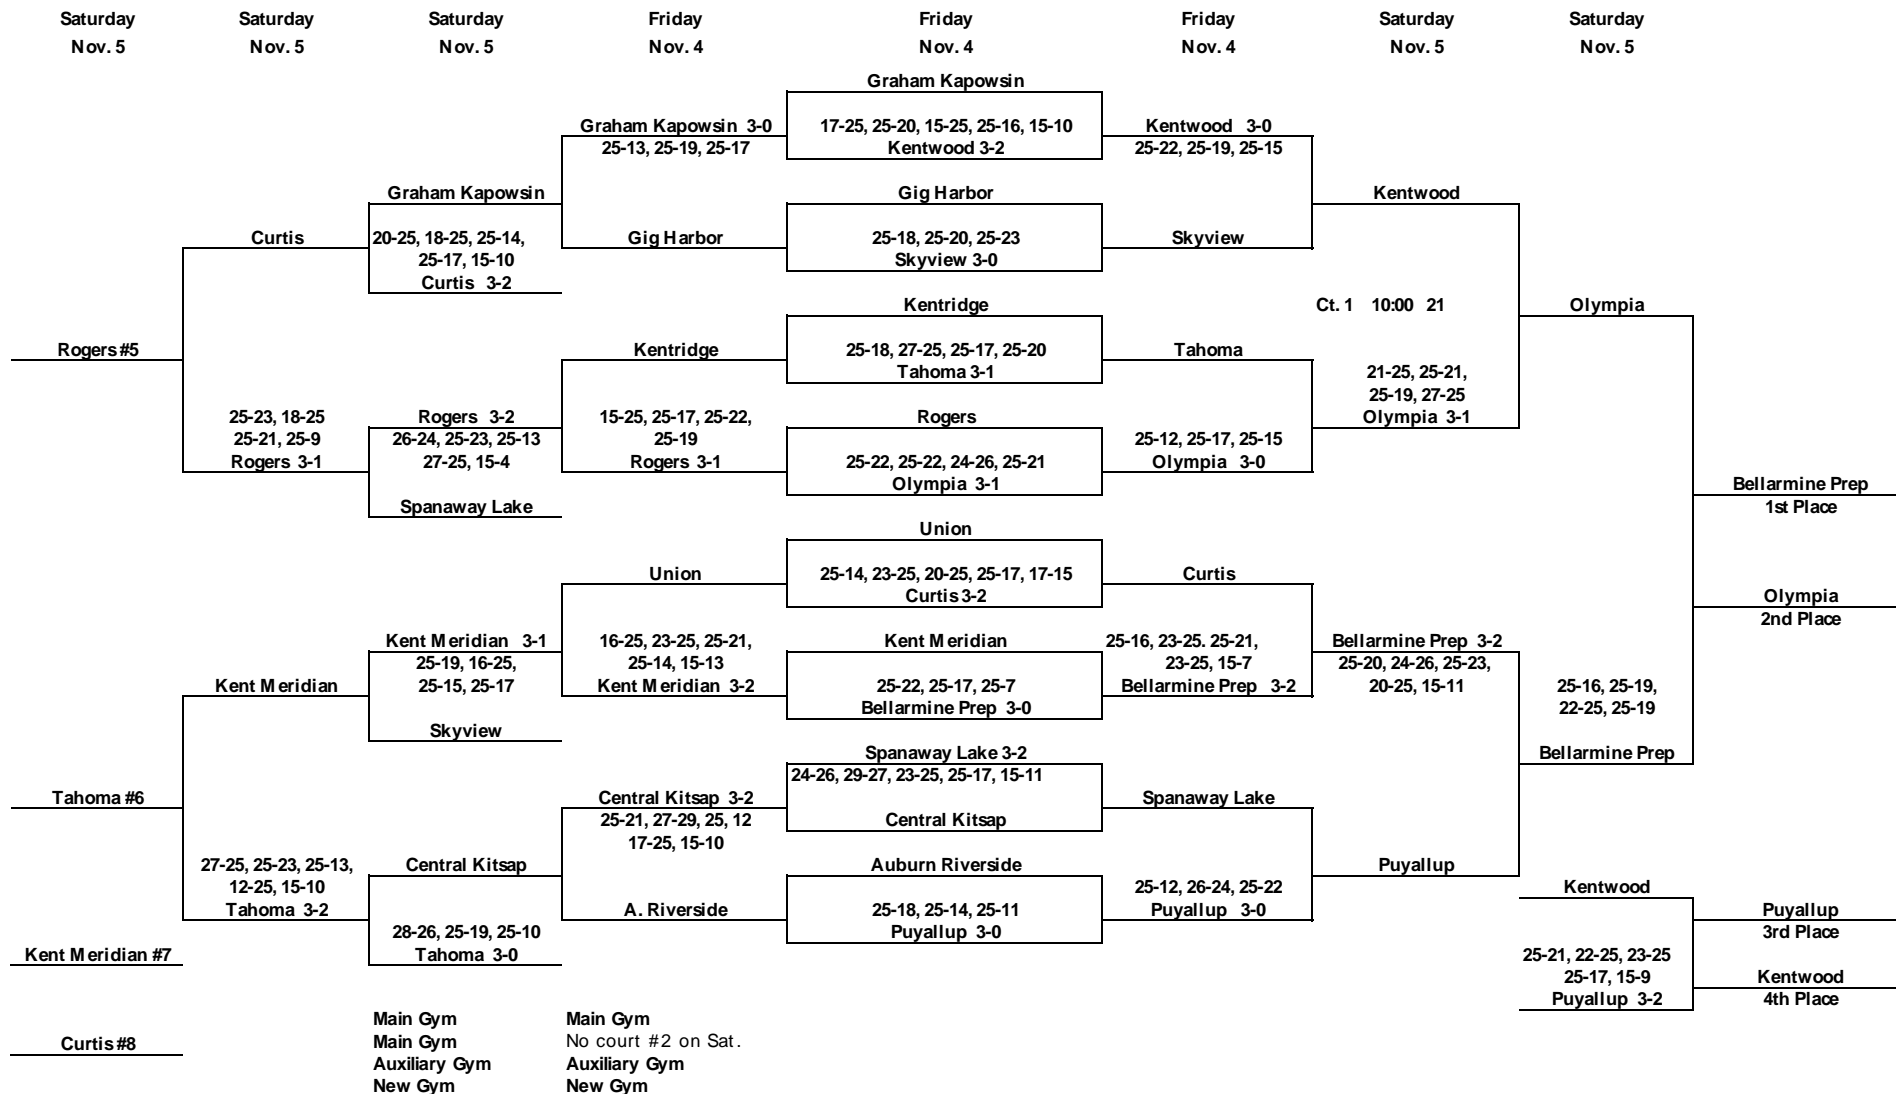 Saturday Saturday Saturday Friday Friday Friday Saturday Saturday
Nov. 5 Nov. 5 Nov. 5 Nov. 4 Nov. 4 Nov. 4 Nov. 5 Nov. 5
Graham Kapowsin
Graham Kapowsin 3-0 17-25, 25-20, 15-25, 25-16, 15-10 Kentwood 3-0
25-13, 25-19, 25-17 Kentwood 3-2 25-22, 25-19, 25-15
Graham Kapowsin Gig Harbor Kentwood
Curtis 20-25, 18-25, 25-14, Gig Harbor 25-18, 25-20, 25-23 Skyview
25-17, 15-10 Skyview 3-0
Curtis 3-2
Kentridge Ct. 1 10:00 21 Olympia
Rogers #5 Kentridge 25-18, 27-25, 25-17, 25-20 Tahoma
Tahoma 3-1 21-25, 25-21,
25-19, 27-25
25-23, 18-25 Rogers 3-2 15-25, 25-17, 25-22, Rogers Olympia 3-1
25-21, 25-9 26-24, 25-23, 25-13 25-19 25-12, 25-17, 25-15
Rogers 3-1 27-25, 15-4 Rogers 3-1 25-22, 25-22, 24-26, 25-21 Olympia 3-0
Olympia 3-1 Bellarmine Prep
Spanaway Lake 1st Place
Union
Union 25-14, 23-25, 20-25, 25-17, 17-15 Curtis
Curtis 3-2 Olympia
2nd Place
Kent Meridian 3-1 16-25, 23-25, 25-21, Kent Meridian 25-16, 23-25. 25-21, Bellarmine Prep 3-2
25-19, 16-25, 25-14, 15-13 23-25, 15-7 25-20, 24-26, 25-23,
Kent Meridian 25-15, 25-17 Kent Meridian 3-2 25-22, 25-17, 25-7 Bellarmine Prep 3-2 20-25, 15-11 25-16, 25-19,
Bellarmine Prep 3-0 22-25, 25-19
Skyview
Spanaway Lake 3-2 Bellarmine Prep
24-26, 29-27, 23-25, 25-17, 15-11
Tahoma #6 Central Kitsap 3-2 Spanaway Lake
25-21, 27-29, 25, 12 Central Kitsap
17-25, 15-10
27-25, 25-23, 25-13, Central Kitsap Auburn Riverside Puyallup
12-25, 15-10 25-12, 26-24, 25-22 Kentwood
Tahoma 3-2 A. Riverside 25-18, 25-14, 25-11 Puyallup 3-0 Puyallup
28-26, 25-19, 25-10 Puyallup 3-0 3rd Place
Kent Meridian #7 Tahoma 3-0 25-21, 22-25, 23-25
25-17, 15-9 Kentwood
Puyallup 3-2 4th Place
Main Gym Main Gym
Curtis #8 Main Gym No court #2 on Sat.
Auxiliary Gym Auxiliary Gym
New Gym New Gym